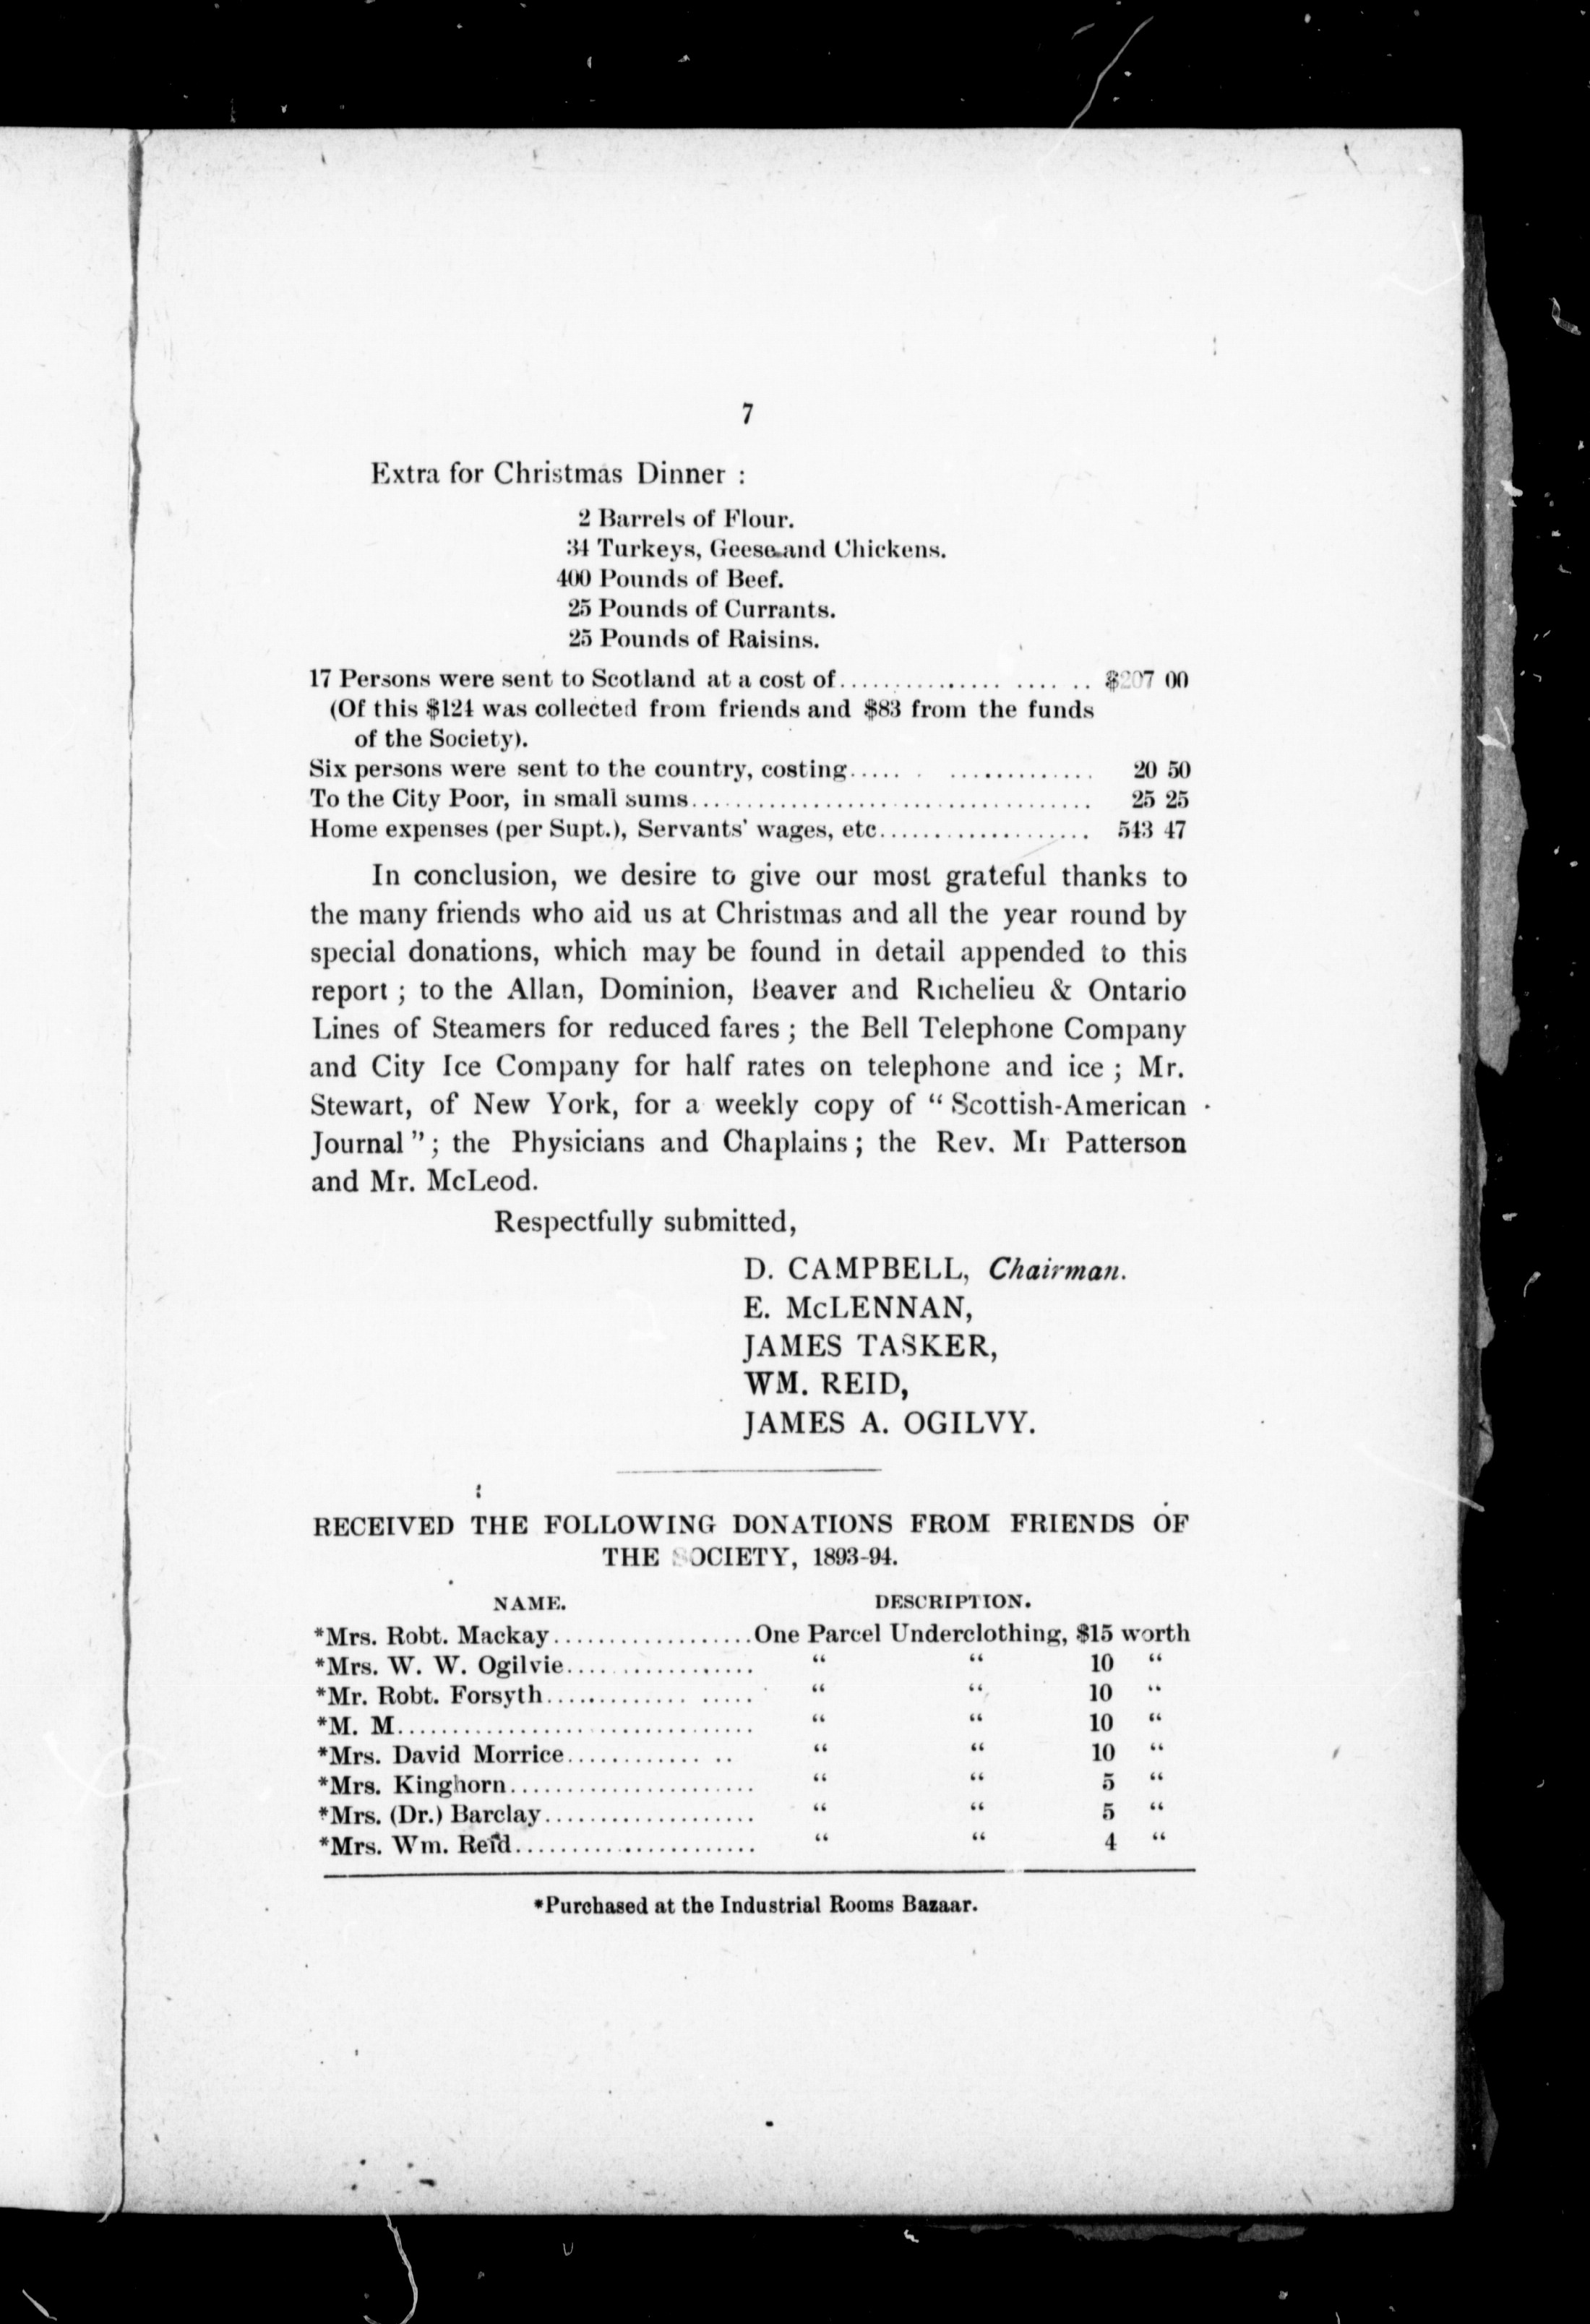 7
Extra for Christmas Dinner :
2 Barrels of Flour.
34 Turkeys, Geese and Chickens.
400 Pounds of Beef.
25 Pounds of Currants.
25 Pounds of Raisins.
17 Persons were sent to Scotland at a cost of.................. $207 00
(Of this $124 was collected from friends and $83 from the funds
of the Society).
Six persons were sent to the country, costing.................. 20 50
To the City Poor, in small sums.................................... 25 25
Home expenses (per Supt.), Servants' wages, etc................... 543 47
In conclusion, we desire to give our most grateful thanks to
the many friends who aid us at Christmas and all the year round by
special donations, which may be found in detail appended to this
report ; to the Allan, Dominion, Beaver and Richelieu & Ontario
Lines of Steamers for reduced fares ; the Bell Telephone Company
and City Ice Company for half rates on telephone and ice ; Mr.
Stewart, of New York, for a weekly copy of " Scottish-American
Journal " ; the Physicians and Chaplains ; the Rev. Mr Patterson
and Mr. McLeod.
Respectfully submitted,
D. CAMPBELL, Chairman.
E. McLENNAN,
JAMES TASKER,
WM. REID,
JAMES A. OGILVY.
RECEIVED THE FOLLOWING DONATIONS FROM FRIENDS OF
THE SOCIETY, 1893-94.
NAME. DESCRIPTION.
*Mrs. Robt. Mackay..................One Parcel Underclothing, $15 worth
*Mrs. W. W. Ogilvie................. " " 10 "
*Mr. Robt. Forsyth.................. " " 10 "
*M. M................................ " " 10 "
*Mrs. David Morrice............... " " 10 "
*Mrs. Kinghorn...................... " " 5 "
*Mrs. (Dr.) Barclay................... " " 5 "
*Mrs. Wm. Reid...................... " " 4 "
*Purchased at the Industrial Rooms Bazaar.